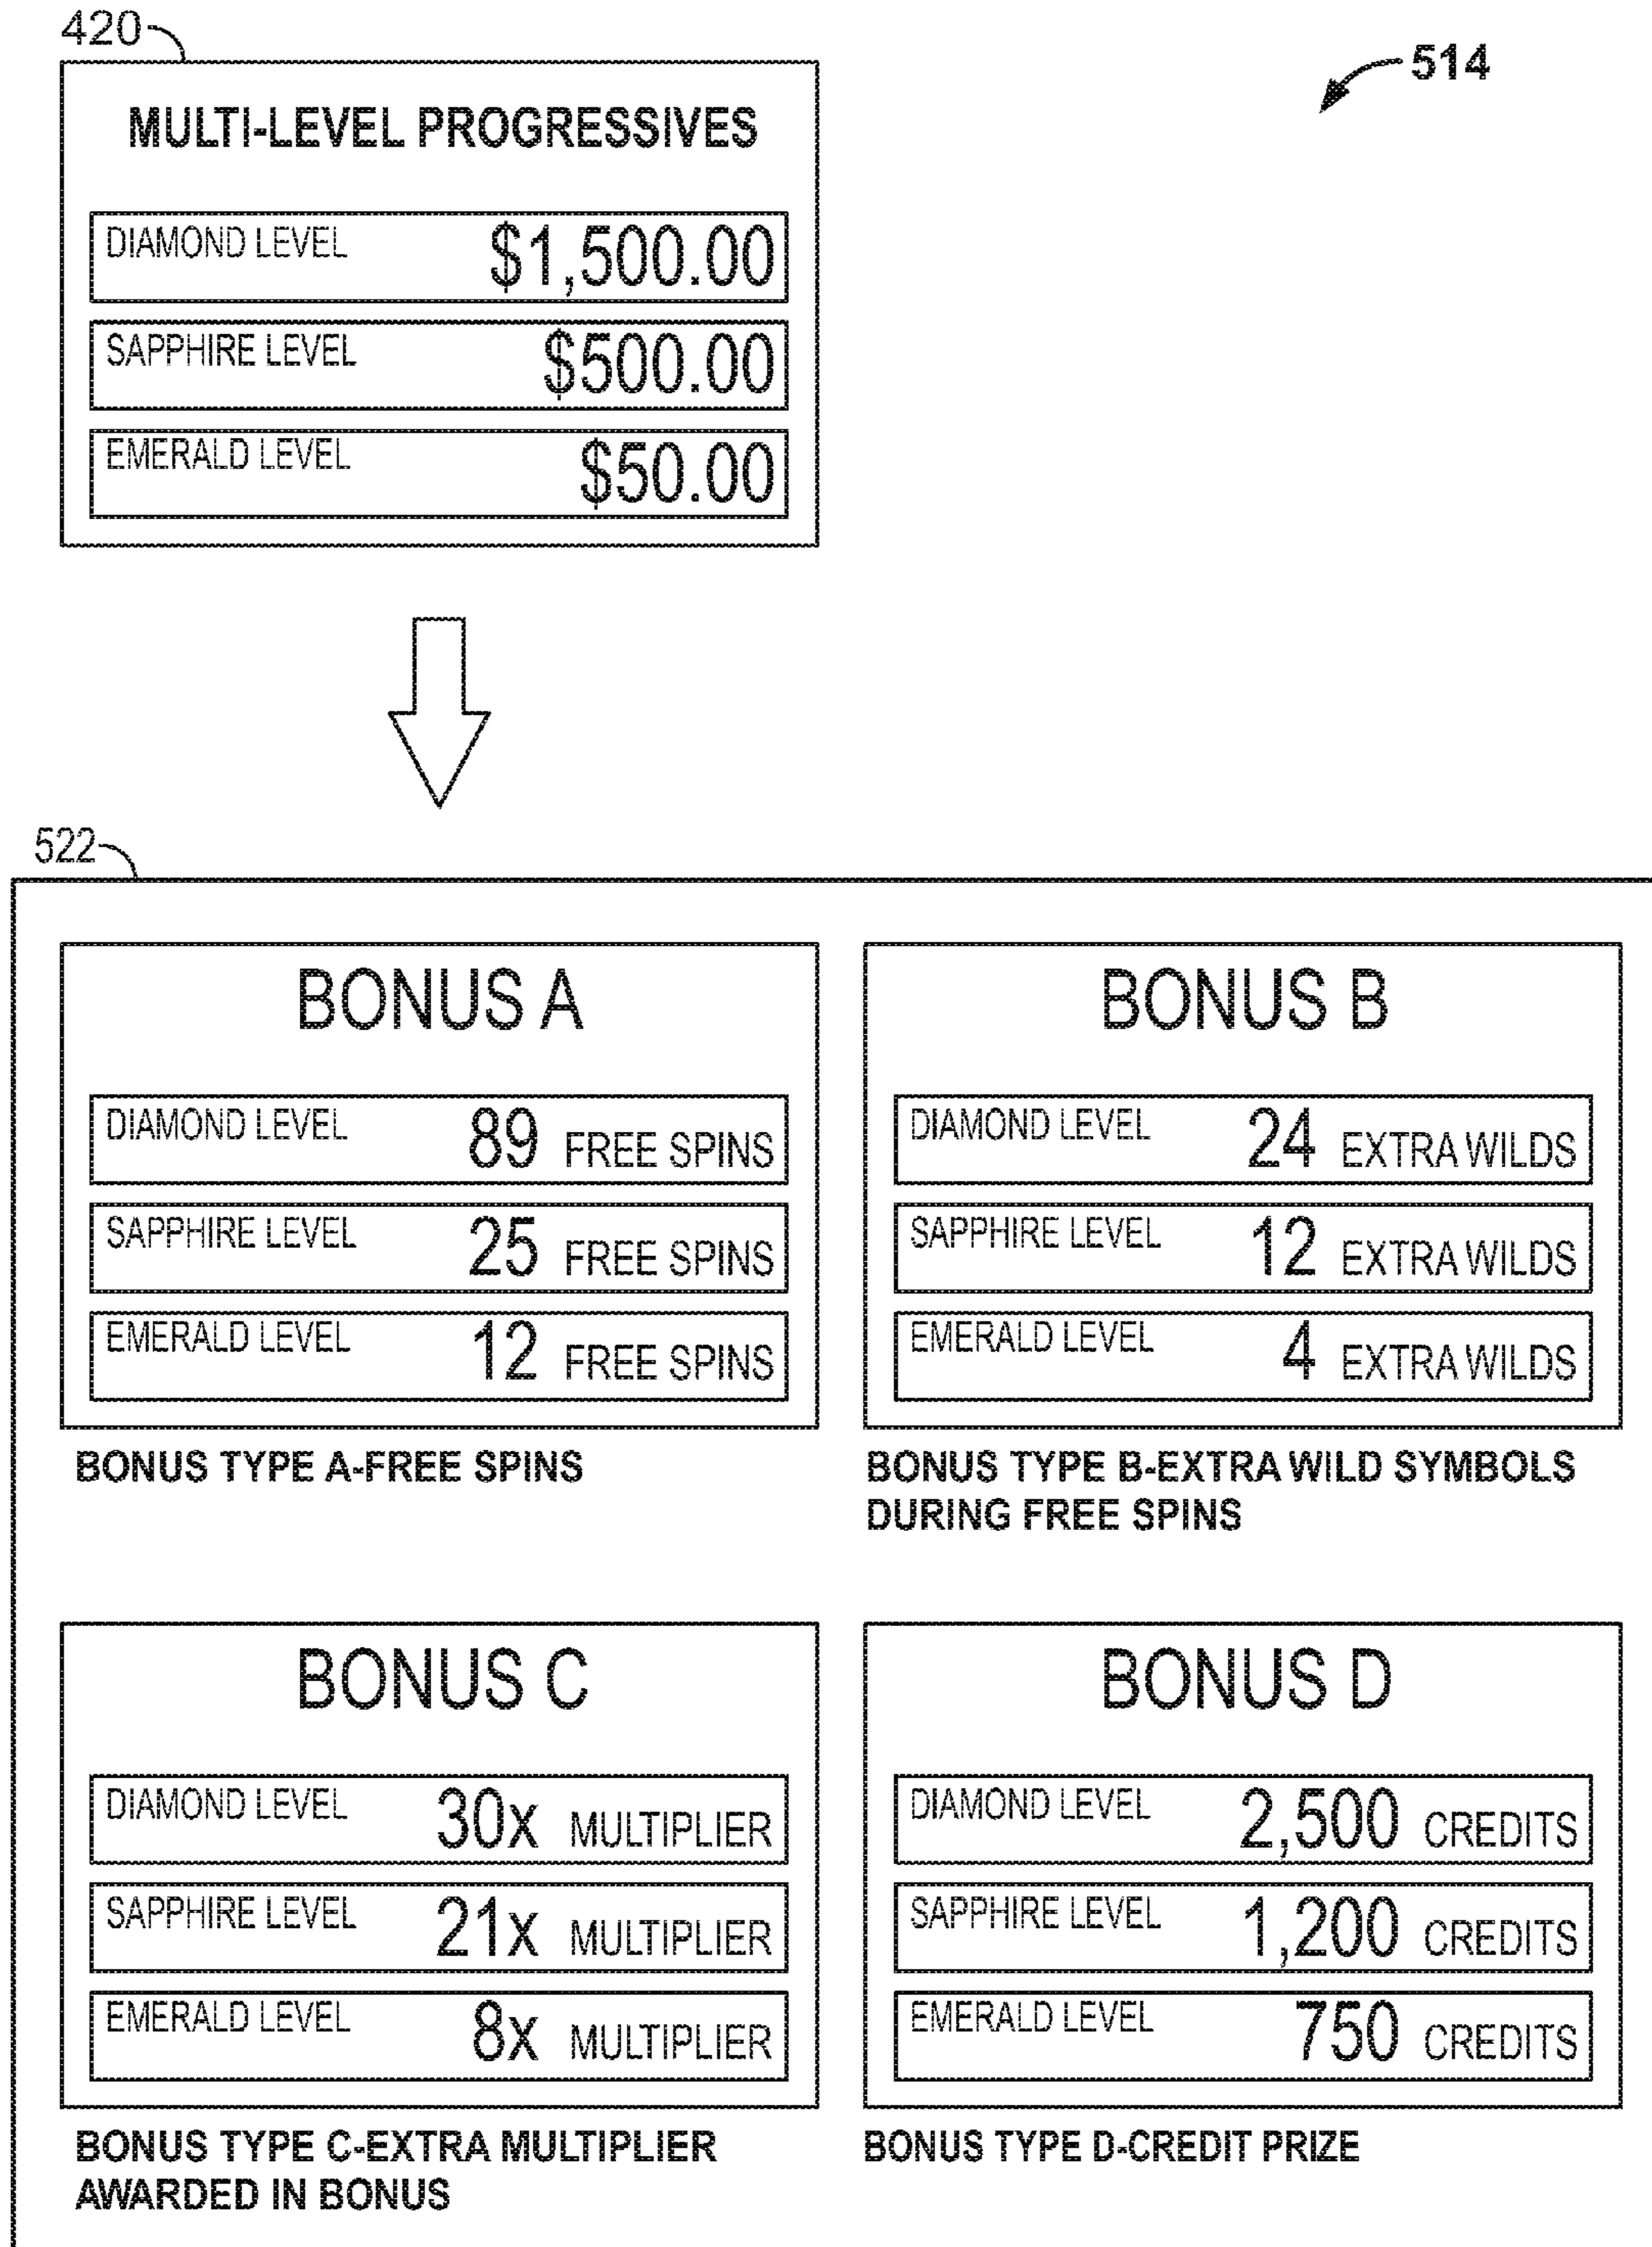 420
514
MULTI-LEVEL PROGRESSIVES
DIAMOND LEVEL $1,500.00
SAPPHIRE LEVEL $500.00
EMERALD LEVEL $50.00
522
BONUS A
DIAMOND LEVEL 89 FREE SPINS
SAPPHIRE LEVEL 25 FREE SPINS
EMERALD LEVEL 12 FREE SPINS
BONUS TYPE A-FREE SPINS
BONUS B
DIAMOND LEVEL 24 EXTRA WILDS
SAPPHIRE LEVEL 12 EXTRA WILDS
EMERALD LEVEL 4 EXTRA WILDS
BONUS TYPE B-EXTRA WILD SYMBOLS
DURING FREE SPINS
BONUS C
DIAMOND LEVEL 30x MULTIPLIER
SAPPHIRE LEVEL 21x MULTIPLIER
EMERALD LEVEL 8x MULTIPLIER
BONUS TYPE C-EXTRA MULTIPLIER
AWARDED IN BONUS
BONUS D
DIAMOND LEVEL 2,500 CREDITS
SAPPHIRE LEVEL 1,200 CREDITS
EMERALD LEVEL 750 CREDITS
BONUS TYPE D-CREDIT PRIZE